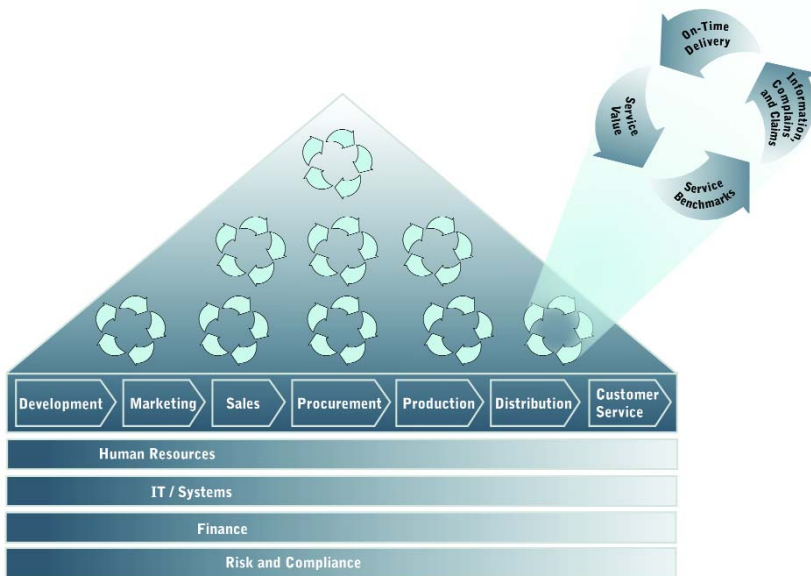 On-Time
Delivery
Information,
Complains
and Claims
Service
Value
Service
Benchmarks
Development
Marketing
Sales
Procurement
Production
Distribution
Customer
Service
Human Resources
IT / Systems
Finance
Risk and Compliance